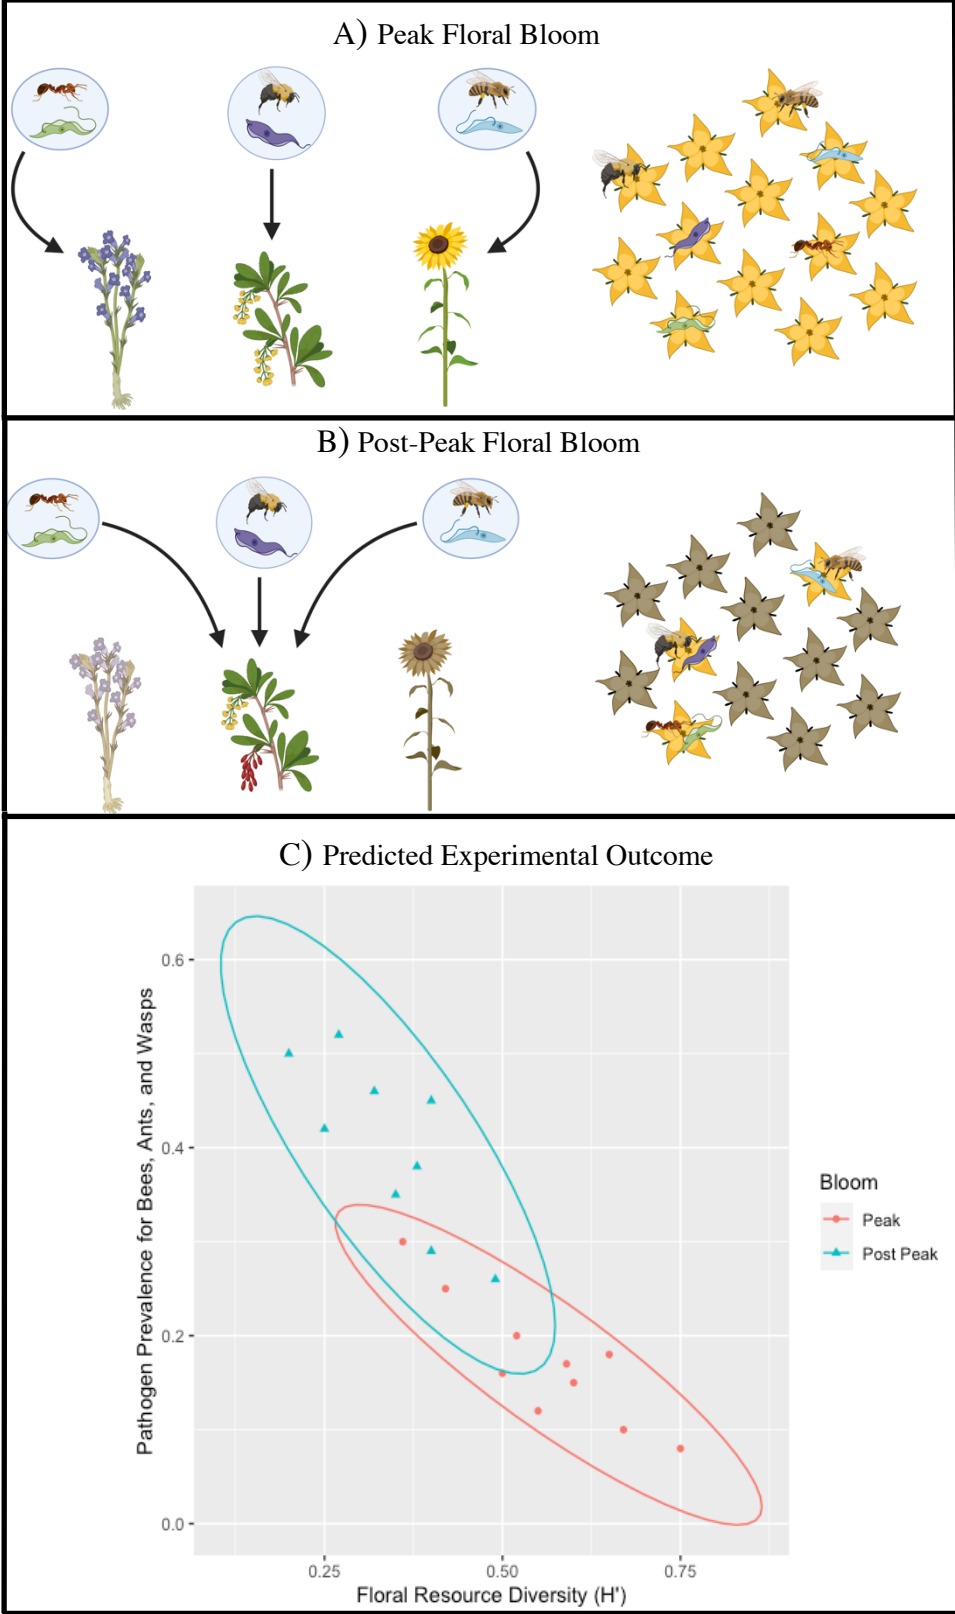 A) Peak Floral Bloom
B) Post-Peak Floral Bloom
C) Predicted Experimental Outcome
Pathogen Prevalence for Bees, Ants, and Wasps
0.6
0.4
0.2
0.0
0.25 0.50 0.75
Floral Resource Diversity (H')
Bloom
Peak
Post Peak